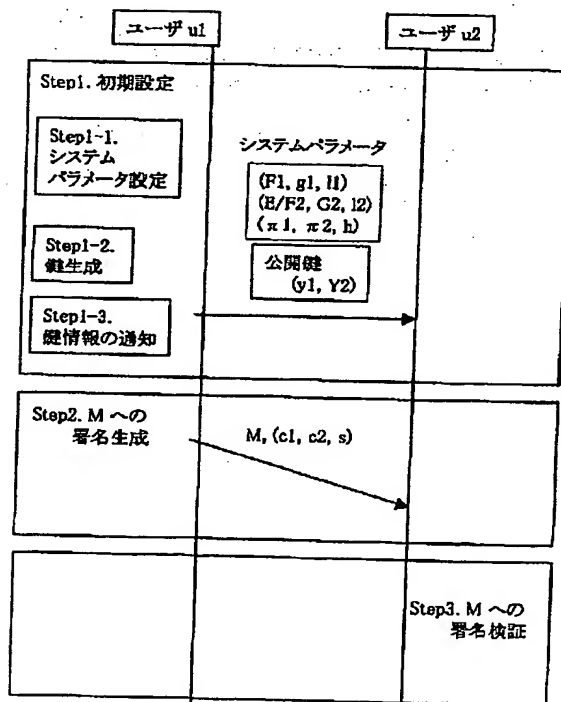 ユーザ u1
ユーザ u2
Step1. 初期設定
Step1-1.
システム
パラメータ設定
システムパラメータ
(F1, g1, l1)
(E/F2, G2, l2)
(π1, π2, h)
Step1-2.
鍵生成
公開鍵
(y1, Y2)
Step1-3.
鍵情報の通知
Step2. M への
署名生成
M, (c1, c2, s)
Step3. M への
署名検証